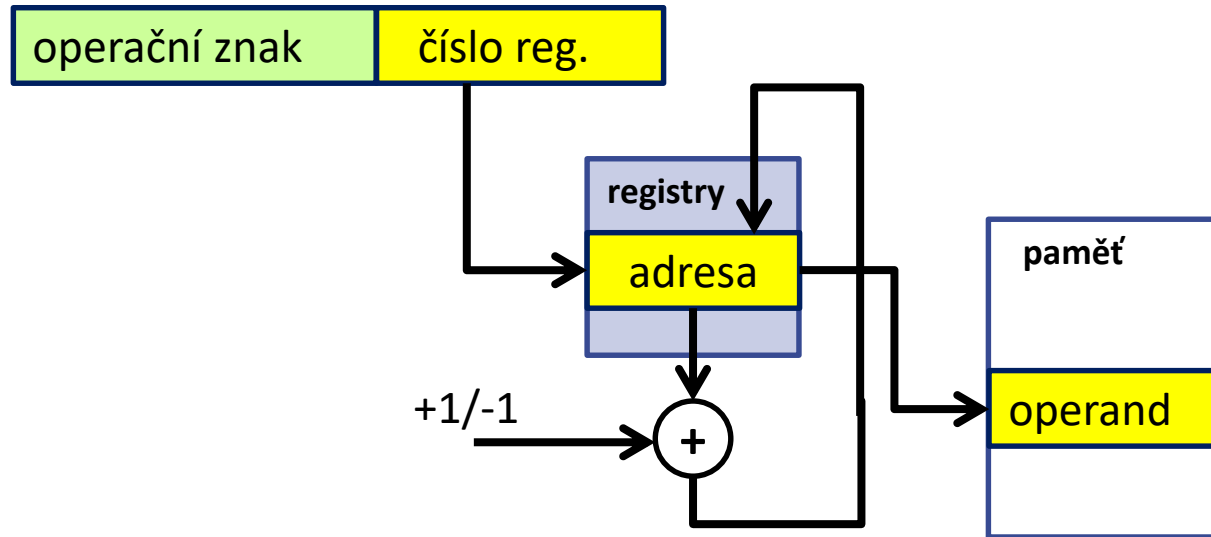 operační znak číslo reg.
registry
adresa
paměť
+1/-1
+
operand